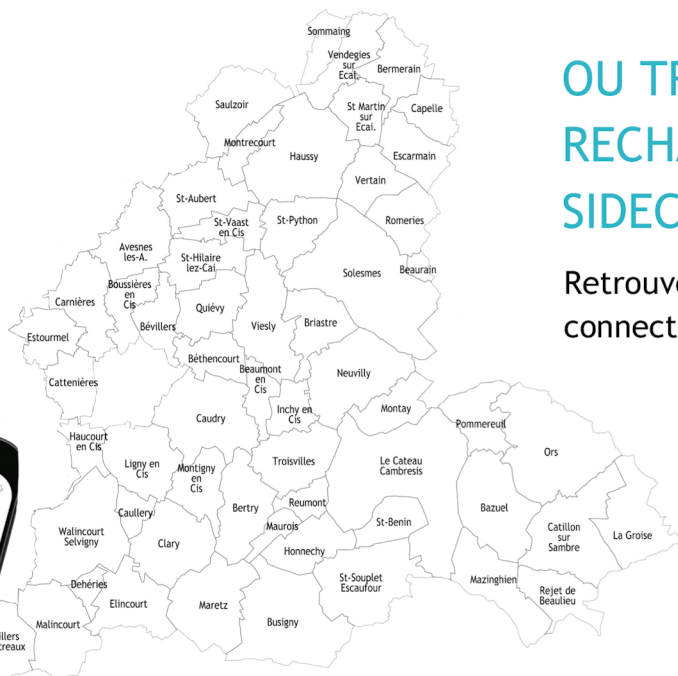 OU TR
RECHA
SIDEC
Retrouve
connect
Sommaing
Vendegies
sur
Ecat.
Bermerain
Saulzoir
St Martin
sur
Ecai.
Capelle
Montrecourt
Haussy
Escarmain
Vertain
St-Aubert
St-Vaast
en Cis
St-Python
Romeries
Avesnes
les-A.
St-Hilaire
lez-Cai
Solesmes
Beaurain
Boussières
en
Cis
Carnières
Quiévy
Bévillers
Viesly
Briastre
Estourmel
Béthencourt
Beaumont
en
Cis
Neuvilly
Cattenières
Caudry
Inchy en
Cis
Montay
Pommereuil
Haucourt
en Cis
Ligny en
Cis
Montigny
en
Cis
Troisvilles
Le Cateau
Cambresis
Ors
Caullery
Bertry
Reumont
Maurois
St-Benin
Bazuel
Catillon
sur
Sambre
La Groise
Walincourt
Selvigny
Clary
Honnechy
Dehéries
Elincourt
Maretz
St-Souplet
Escaufour
Mazinghien
Rejet de
Beaulieu
Malincourt
Busigny
illers
treaux